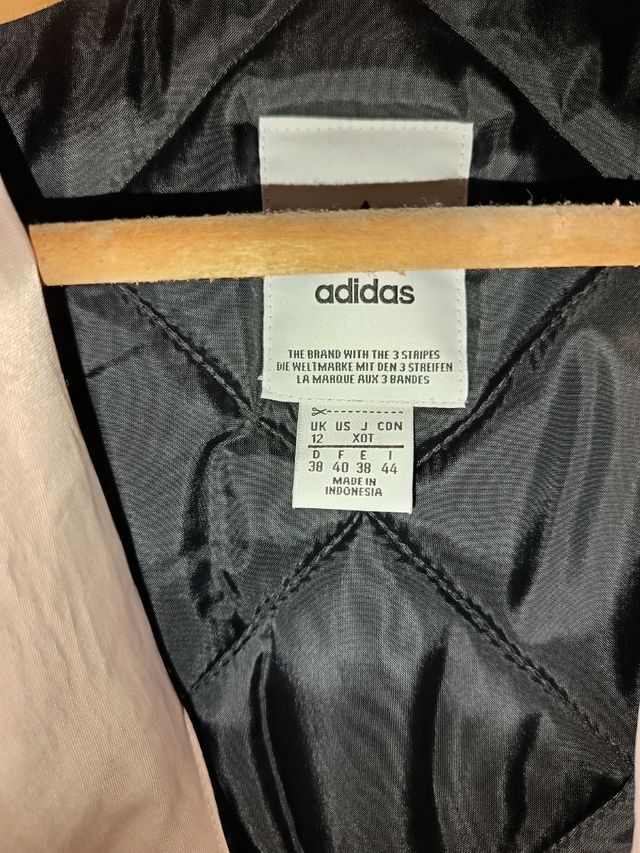 adidas
THE BRAND WITH THE 3 STRIPES
DIE WELTMARKE MIT DEN 3 STREIFEN
LA MARQUE AUX 3 BANDES
UK US J CDN
12 XOT
D F E I
38 40 38 44
MADE IN
INDONESIA